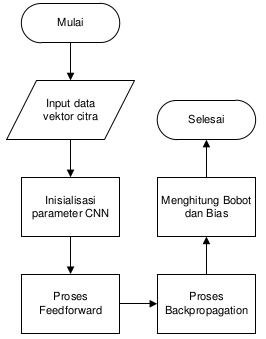 Mulai
Input data
vektor citra
Inisialisasi
parameter CNN
Proses
Feedforward
Proses
Backpropagation
Menghitung Bobot
dan Bias
Selesai